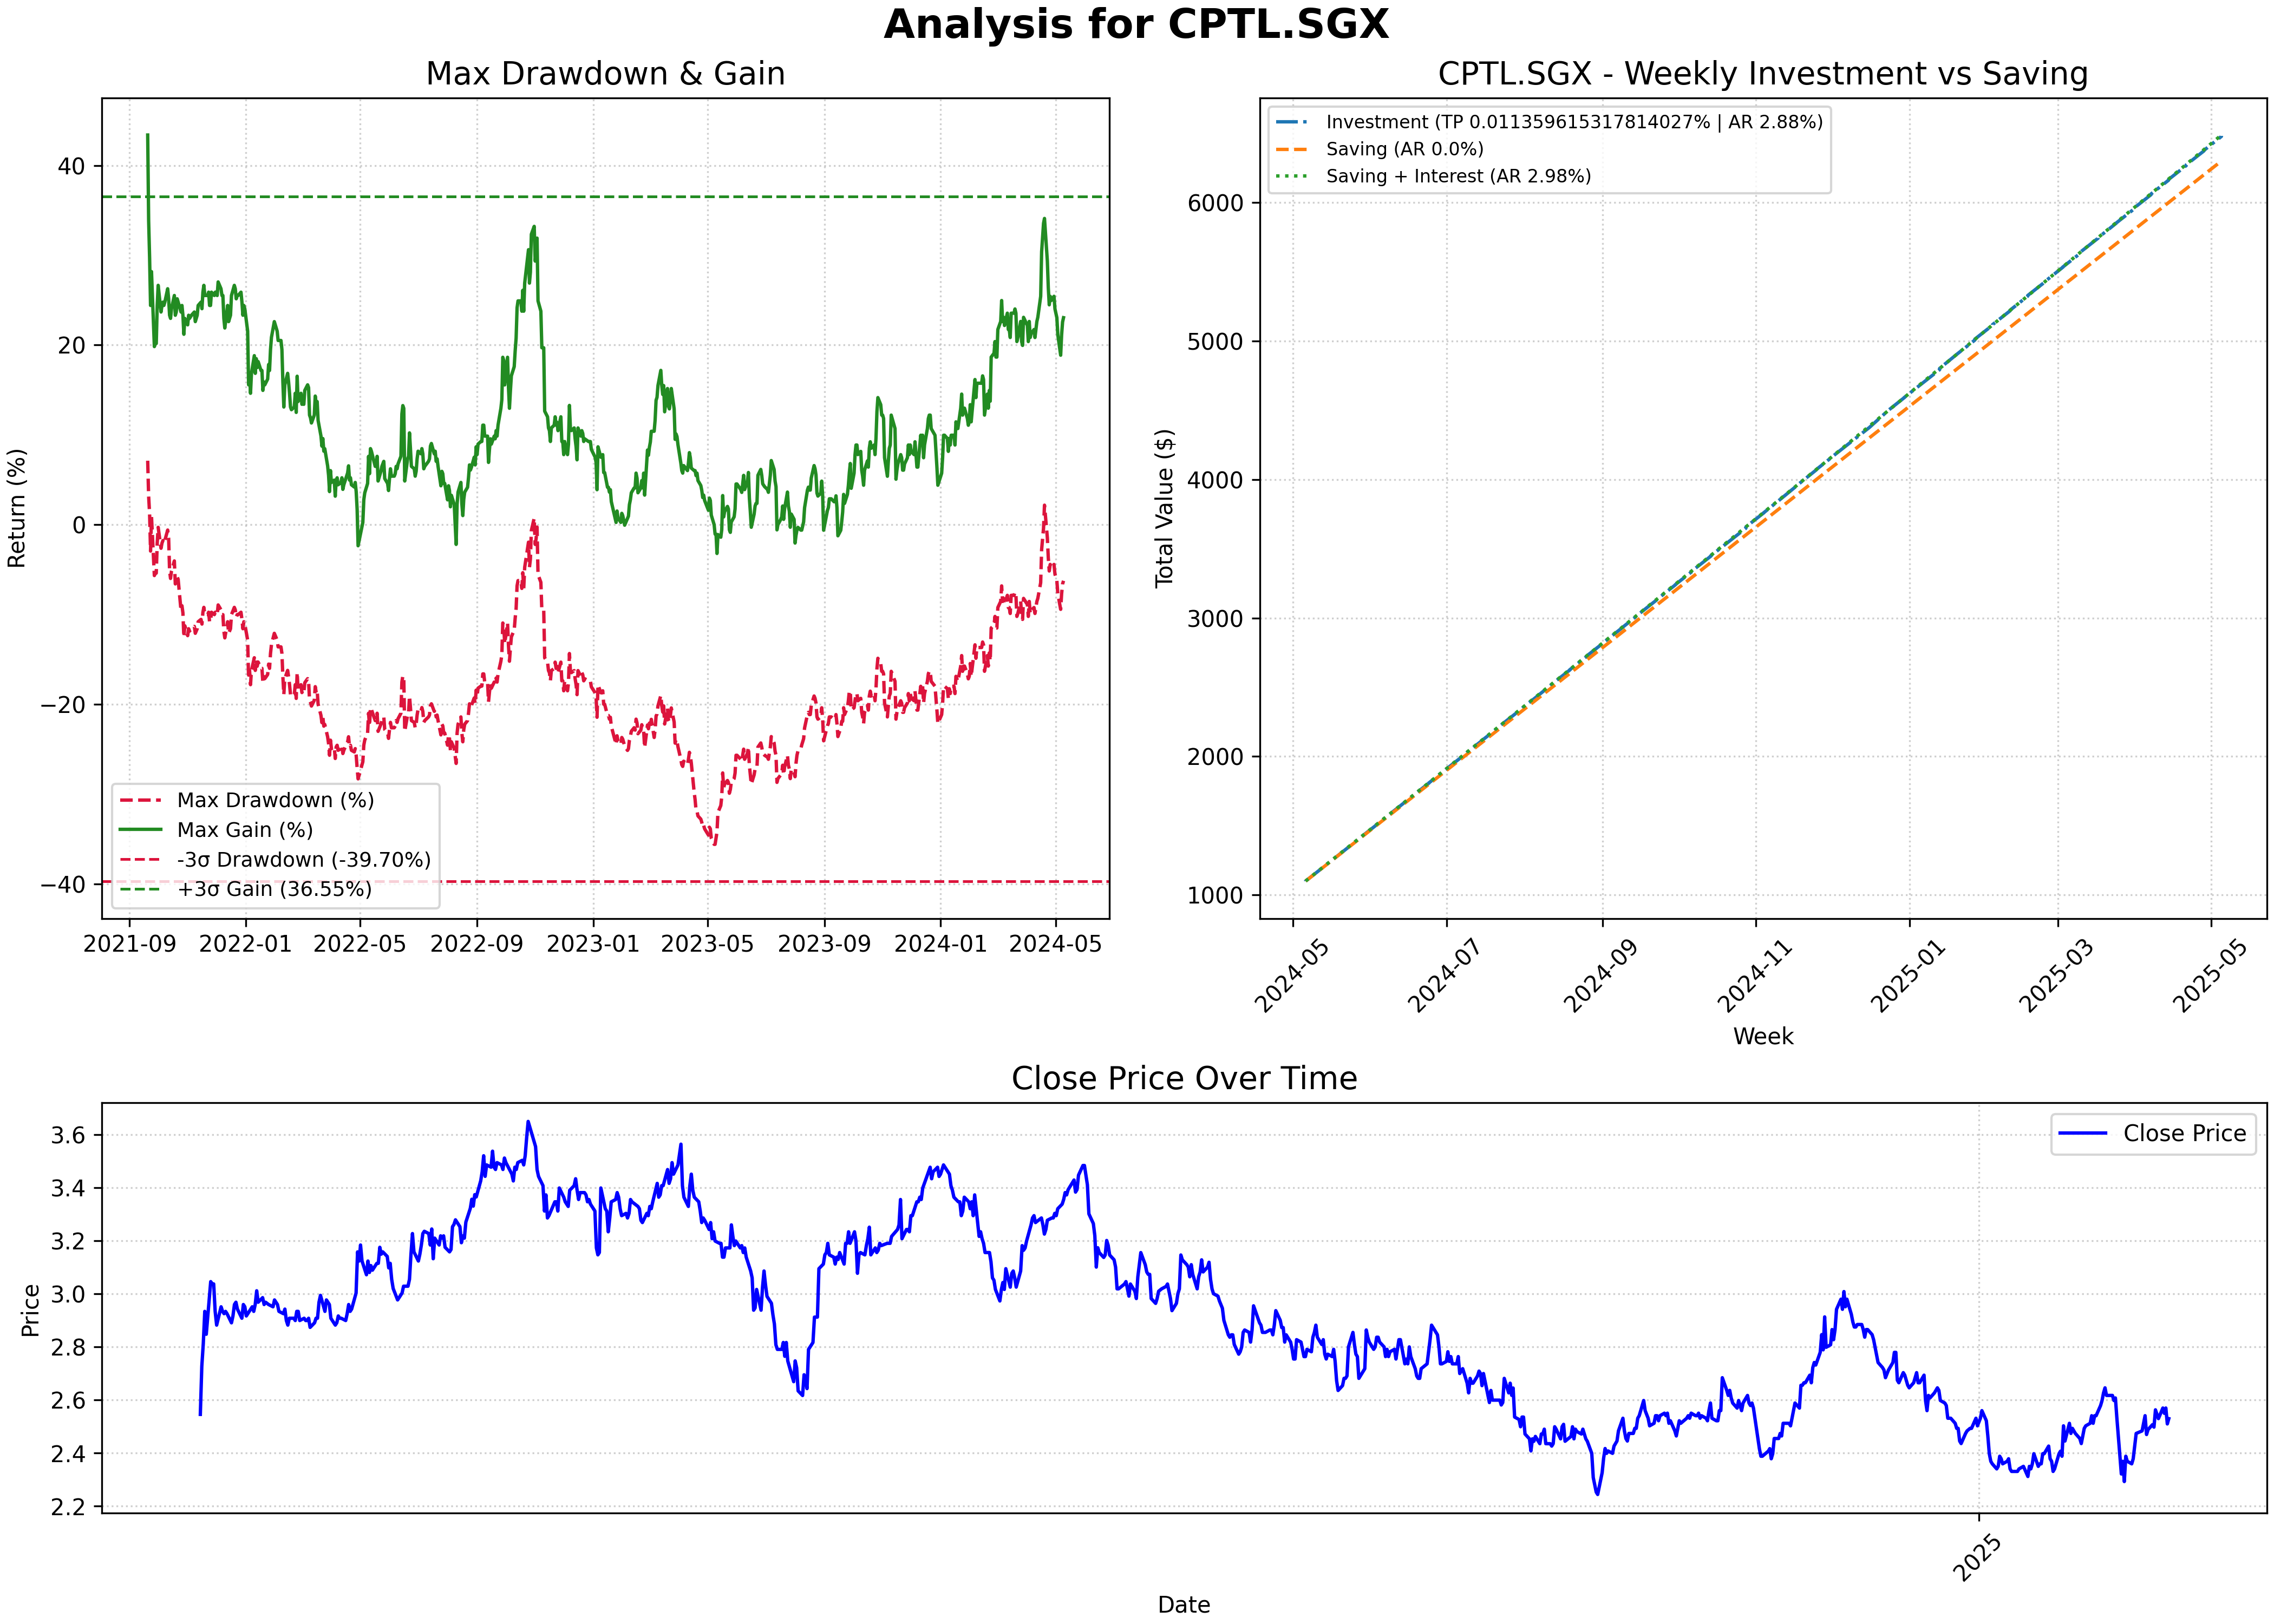 Analysis for CPTL.SGX
Max Drawdown & Gain
Return (%)
40
20
0
−20
−40
Max Drawdown (%)
Max Gain (%)
-3σ Drawdown (-39.70%)
+3σ Gain (36.55%)
2021-09 2022-01 2022-05 2022-09 2023-01 2023-05 2023-09 2024-01 2024-05
CPTL.SGX - Weekly Investment vs Saving
Investment (TP 0.011359615317814027% | AR 2.88%)
Saving (AR 0.0%)
Saving + Interest (AR 2.98%)
Total Value ($)
6000
5000
4000
3000
2000
1000
2024-05 2024-07 2024-09 2024-11 2025-01 2025-03 2025-05
Week
Close Price Over Time
Close Price
Price
3.6
3.4
3.2
3.0
2.8
2.6
2.4
2.2
2025
Date